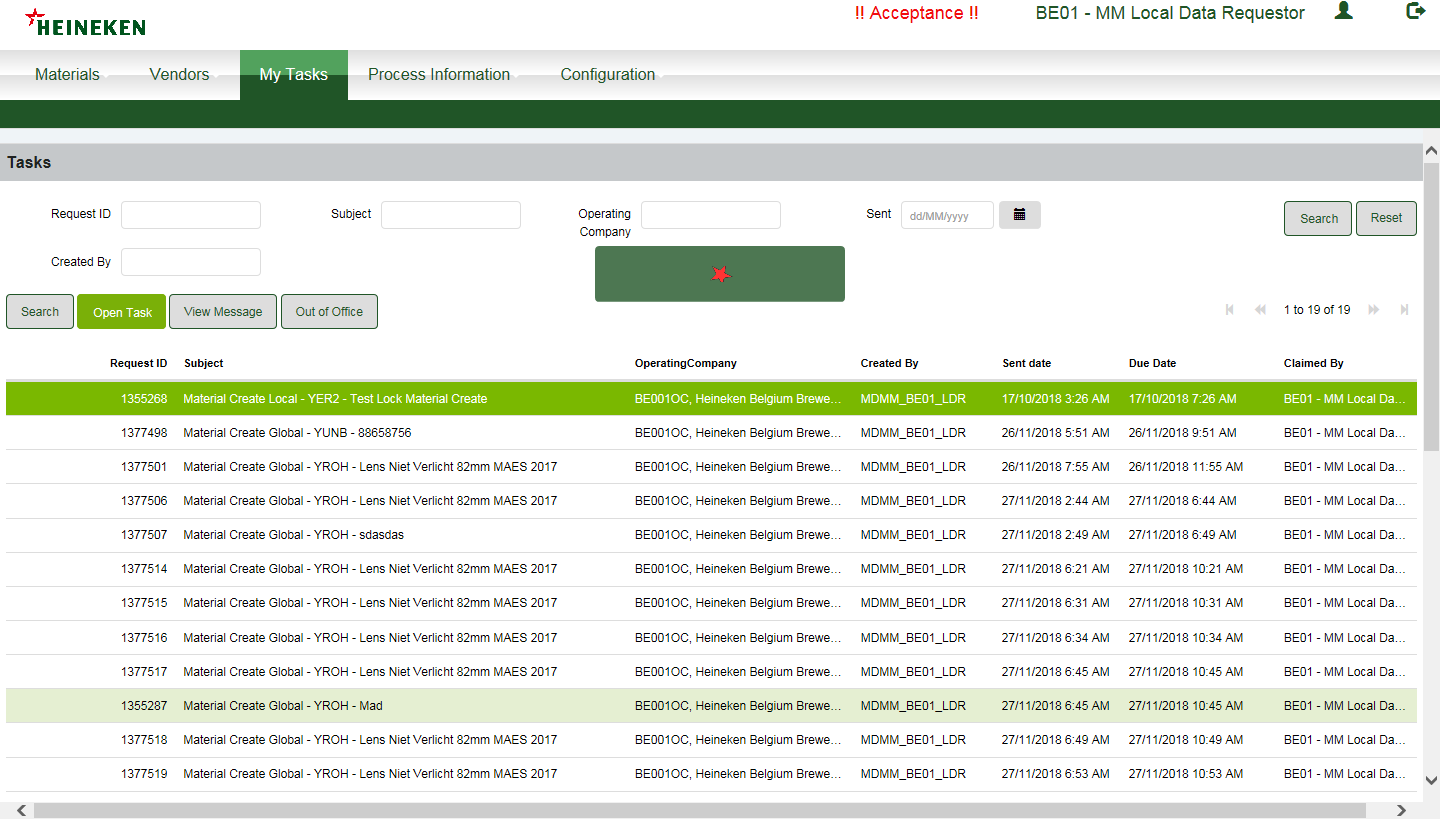 HEINEKEN
!! Acceptance !! BE01 - MM Local Data Requestor
Materials Vendors My Tasks Process Information Configuration
Tasks
Request ID Subject Operating Company Sent dd/MM/yyyy Search Reset
Created By
Search Open Task View Message Out of Office 1 to 19 of 19
Request ID Subject OperatingCompany Created By Sent date Due Date Claimed By
1355268 Material Create Local - YER2 - Test Lock Material Create BE001OC, Heineken Belgium Brewe... MDMM_BE01_LDR 17/10/2018 3:26 AM 17/10/2018 7:26 AM BE01 - MM Local Da...
1377498 Material Create Global - YUNB - 88658756 BE001OC, Heineken Belgium Brewe... MDMM_BE01_LDR 26/11/2018 5:51 AM 26/11/2018 9:51 AM BE01 - MM Local Da...
1377501 Material Create Global - YROH - Lens Niet Verlicht 82mm MAES 2017 BE001OC, Heineken Belgium Brewe... MDMM_BE01_LDR 26/11/2018 7:55 AM 26/11/2018 11:55 AM BE01 - MM Local Da...
1377506 Material Create Global - YROH - Lens Niet Verlicht 82mm MAES 2017 BE001OC, Heineken Belgium Brewe... MDMM_BE01_LDR 27/11/2018 2:44 AM 27/11/2018 6:44 AM BE01 - MM Local Da...
1377507 Material Create Global - YROH - sdasdas BE001OC, Heineken Belgium Brewe... MDMM_BE01_LDR 27/11/2018 2:49 AM 27/11/2018 6:49 AM BE01 - MM Local Da...
1377514 Material Create Global - YROH - Lens Niet Verlicht 82mm MAES 2017 BE001OC, Heineken Belgium Brewe... MDMM_BE01_LDR 27/11/2018 6:21 AM 27/11/2018 10:21 AM BE01 - MM Local Da...
1377515 Material Create Global - YROH - Lens Niet Verlicht 82mm MAES 2017 BE001OC, Heineken Belgium Brewe... MDMM_BE01_LDR 27/11/2018 6:31 AM 27/11/2018 10:31 AM BE01 - MM Local Da...
1377516 Material Create Global - YROH - Lens Niet Verlicht 82mm MAES 2017 BE001OC, Heineken Belgium Brewe... MDMM_BE01_LDR 27/11/2018 6:34 AM 27/11/2018 10:34 AM BE01 - MM Local Da...
1377517 Material Create Global - YROH - Lens Niet Verlicht 82mm MAES 2017 BE001OC, Heineken Belgium Brewe... MDMM_BE01_LDR 27/11/2018 6:45 AM 27/11/2018 10:45 AM BE01 - MM Local Da...
1355287 Material Create Global - YROH - Mad BE001OC, Heineken Belgium Brewe... MDMM_BE01_LDR 27/11/2018 6:45 AM 27/11/2018 10:45 AM BE01 - MM Local Da...
1377518 Material Create Global - YROH - Lens Niet Verlicht 82mm MAES 2017 BE001OC, Heineken Belgium Brewe... MDMM_BE01_LDR 27/11/2018 6:49 AM 27/11/2018 10:49 AM BE01 - MM Local Da...
1377519 Material Create Global - YROH - Lens Niet Verlicht 82mm MAES 2017 BE001OC, Heineken Belgium Brewe... MDMM_BE01_LDR 27/11/2018 6:53 AM 27/11/2018 10:53 AM BE01 - MM Local Da...